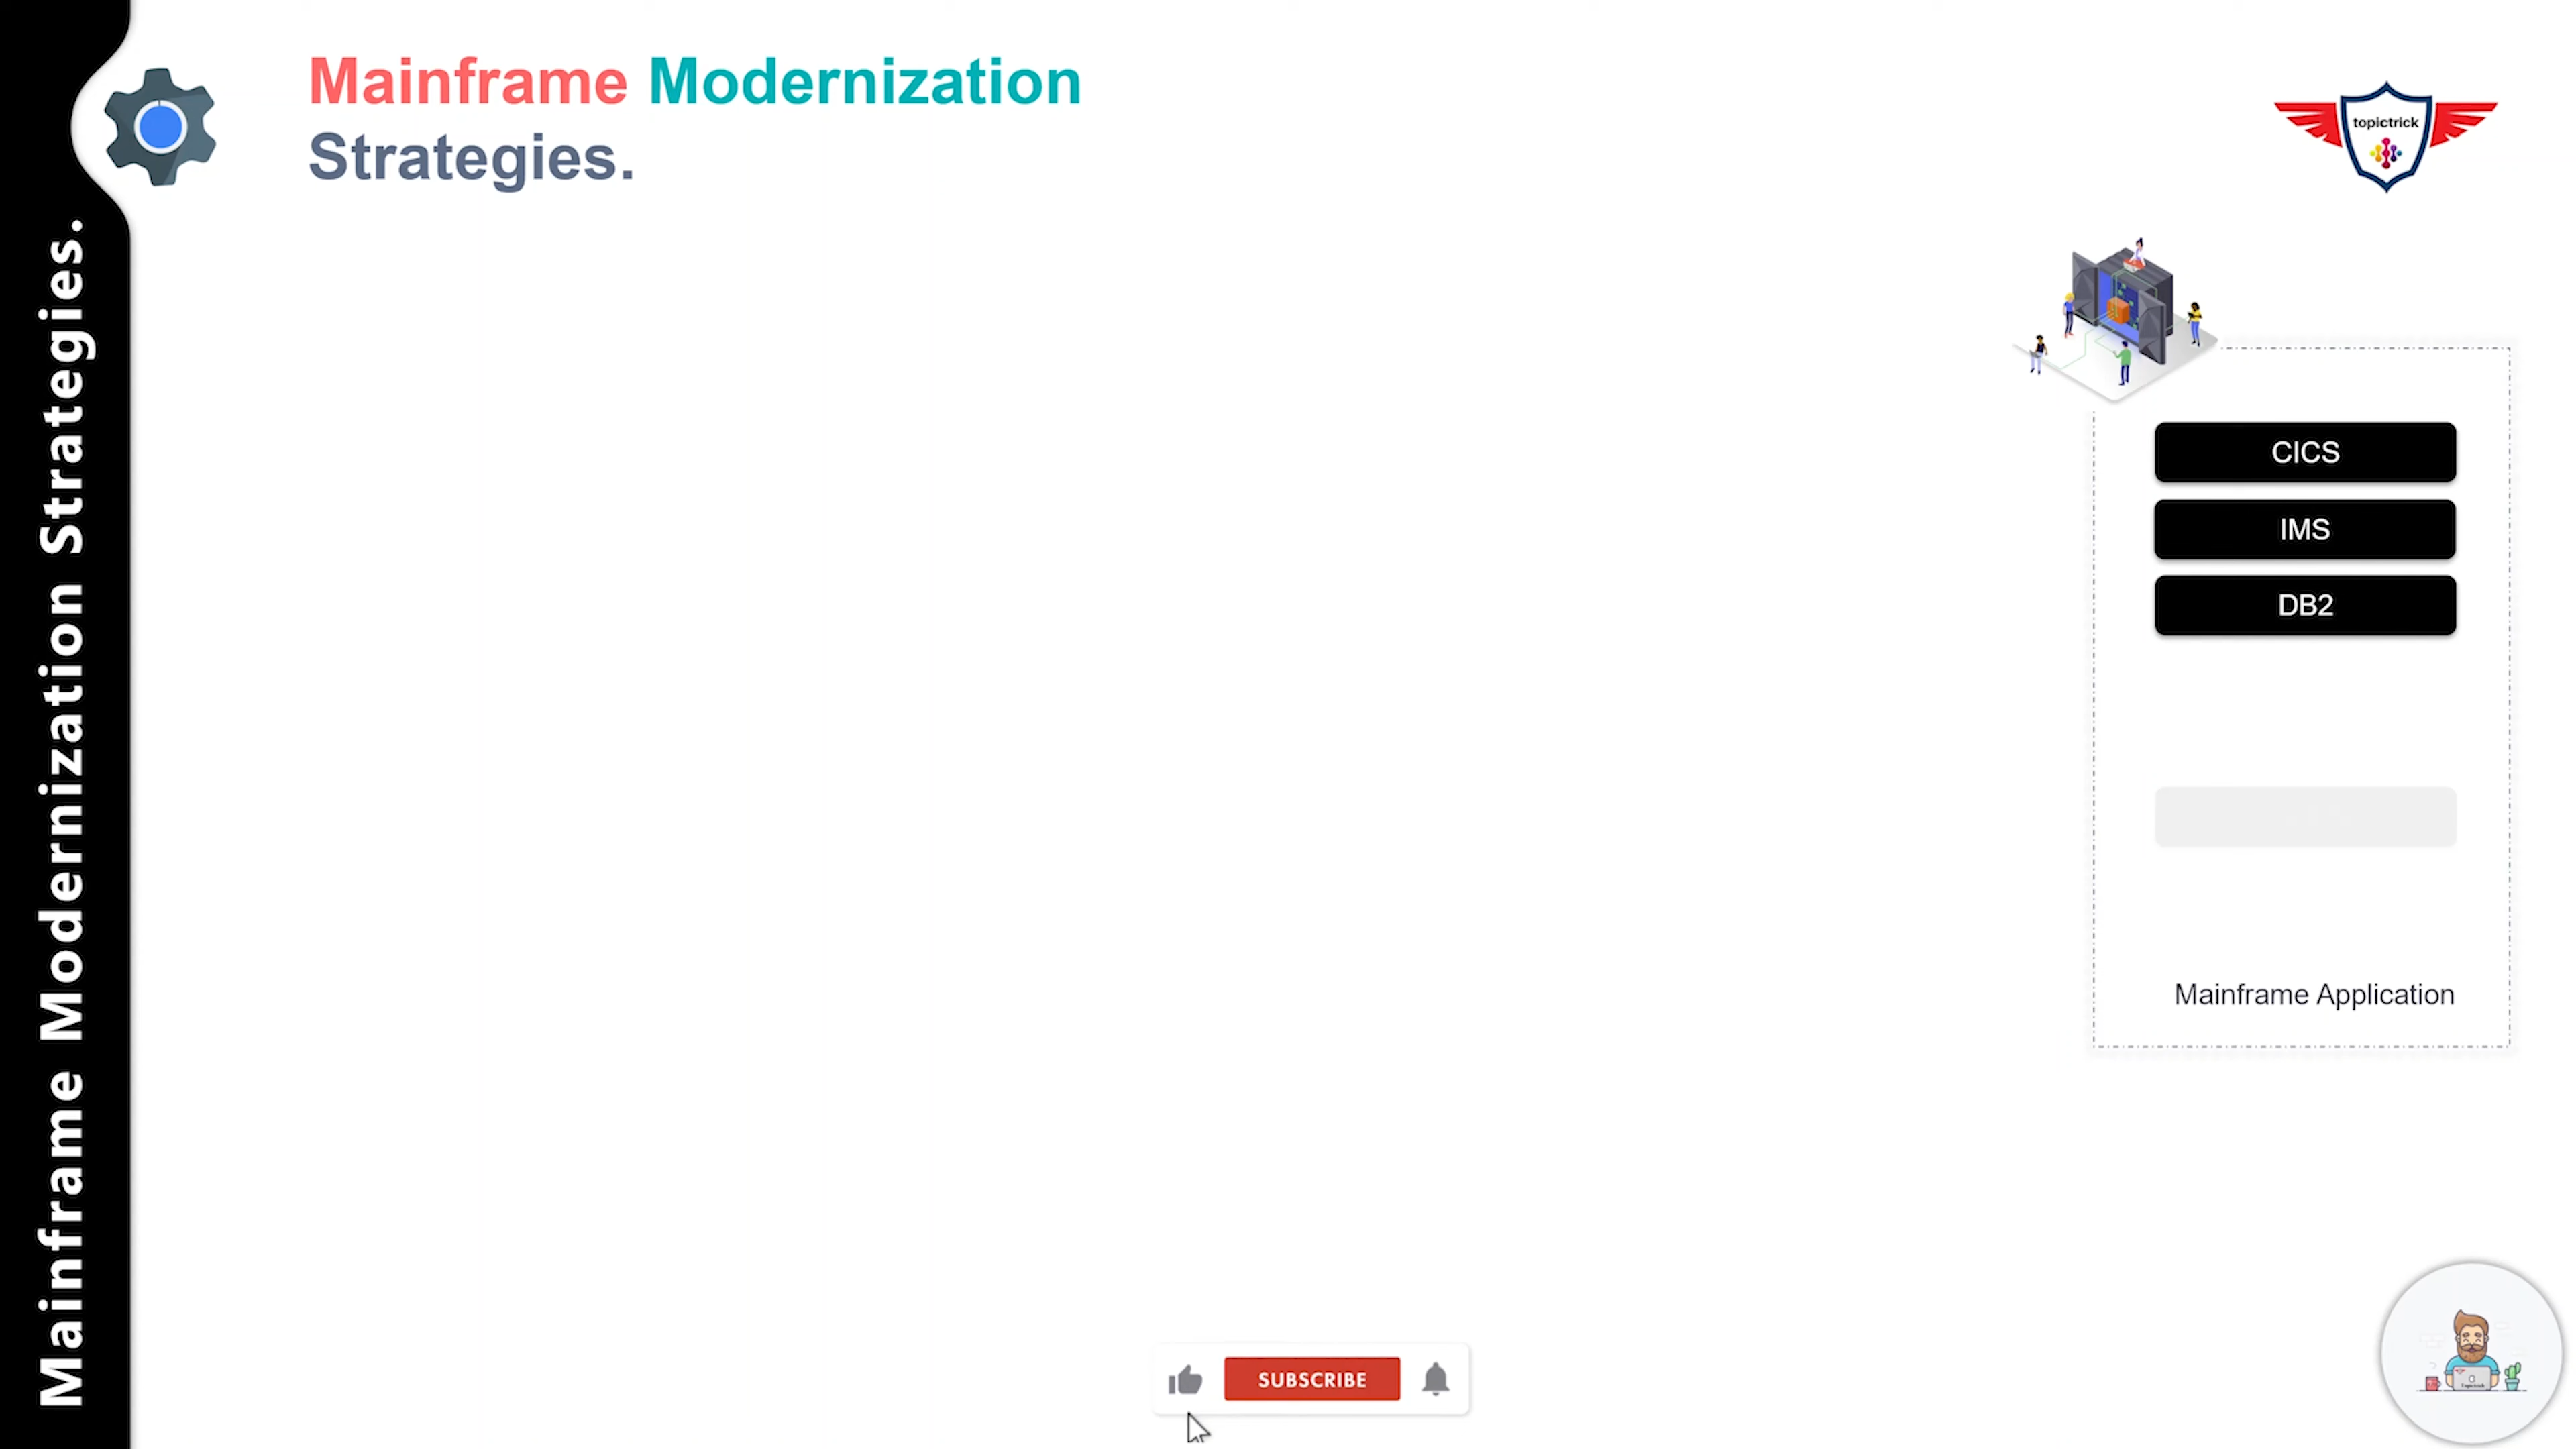 Mainframe Modernization Strategies.
Mainframe Modernization
Strategies.
topictrick
CICS
IMS
DB2
Mainframe Application
SUBSCRIBE